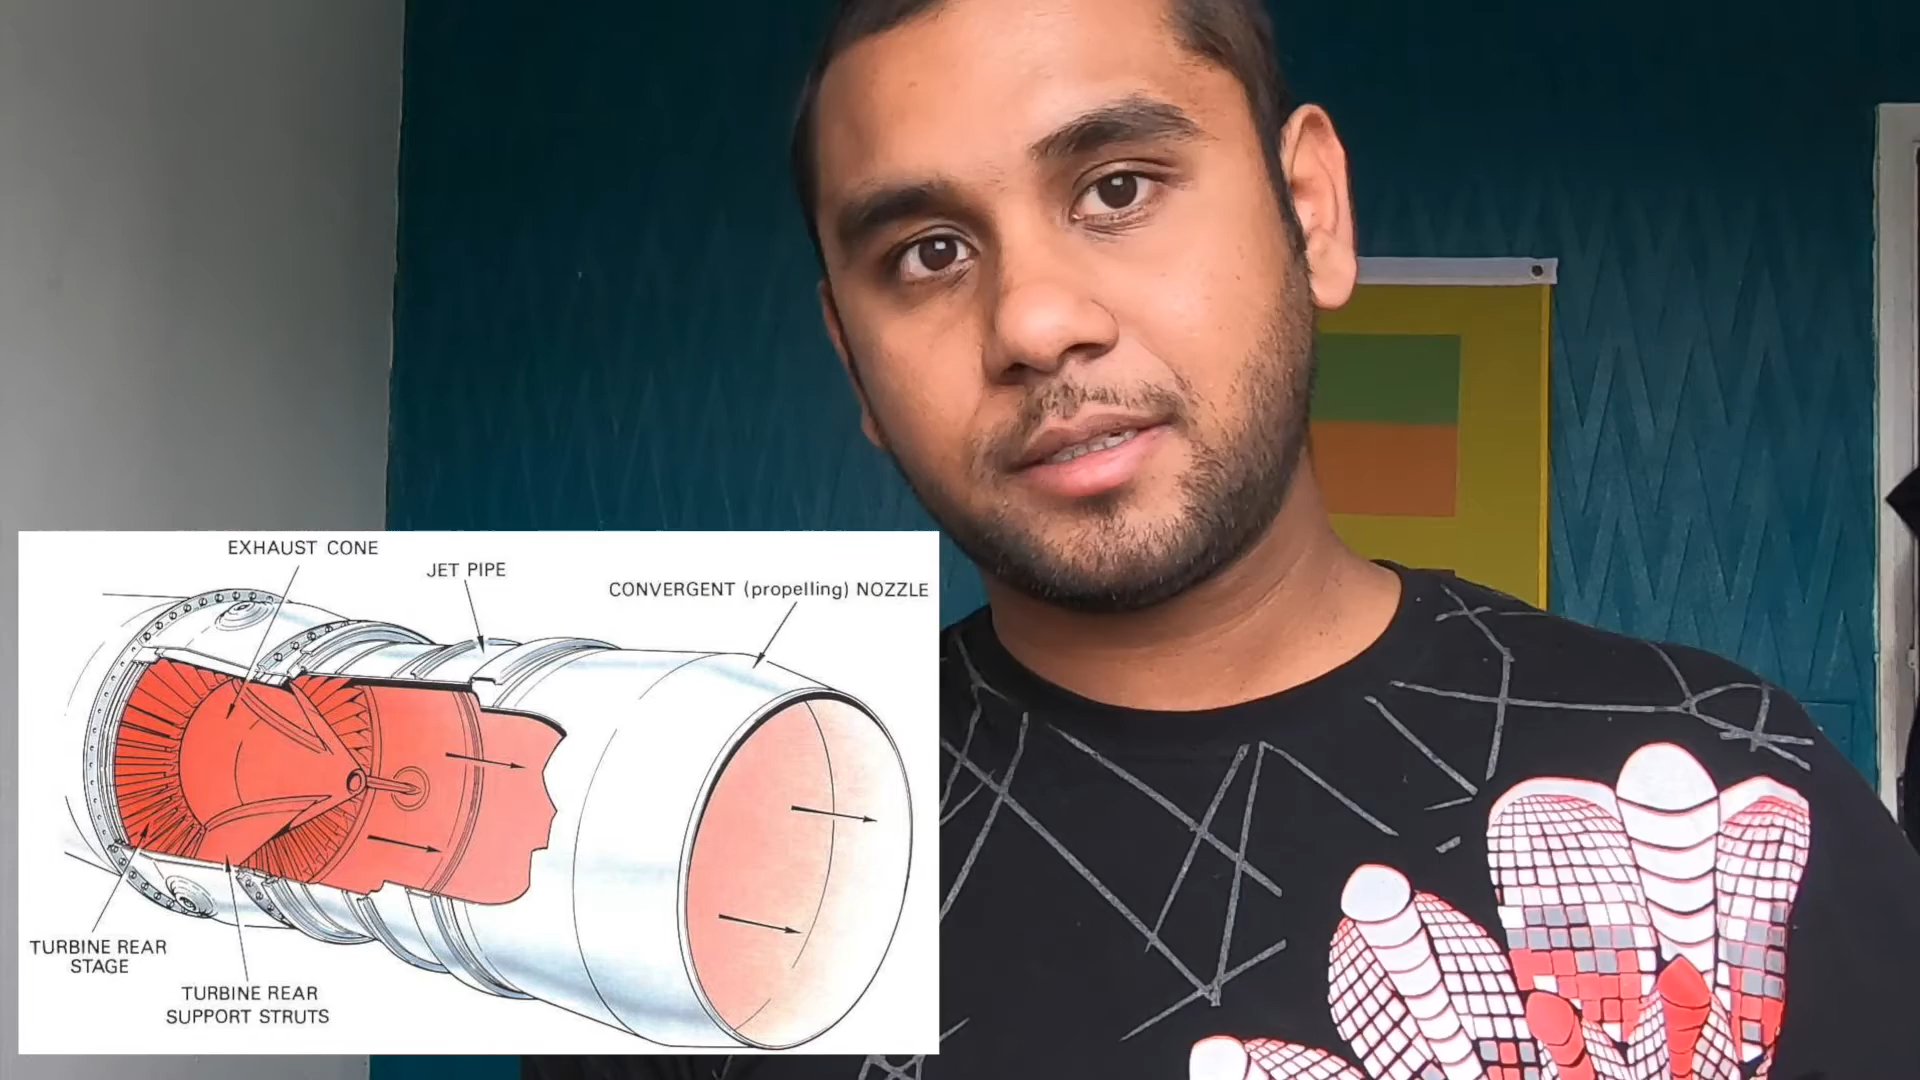 EXHAUST CONE
JET PIPE
CONVERGENT (propelling) NOZZLE
TURBINE REAR
STAGE
TURBINE REAR
SUPPORT STRUTS